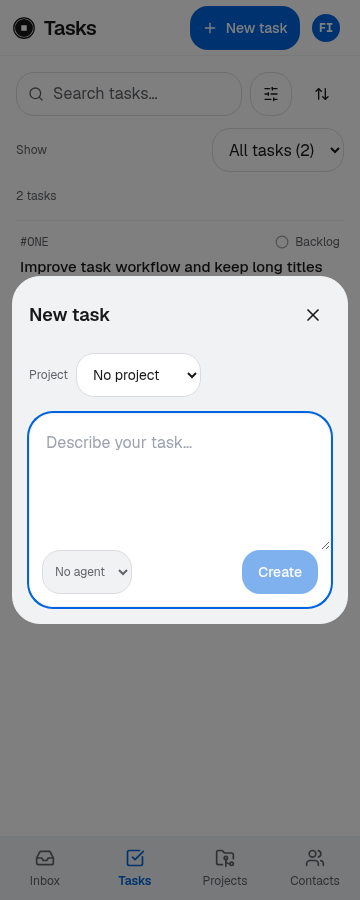 Tasks
New task
FI
Search tasks...
Show
All tasks (2)
2 tasks
#ONE
Backlog
Improve task workflow and keep long titles
New task
Project
No project
Describe your task...
No agent
Create
Inbox
Tasks
Projects
Contacts